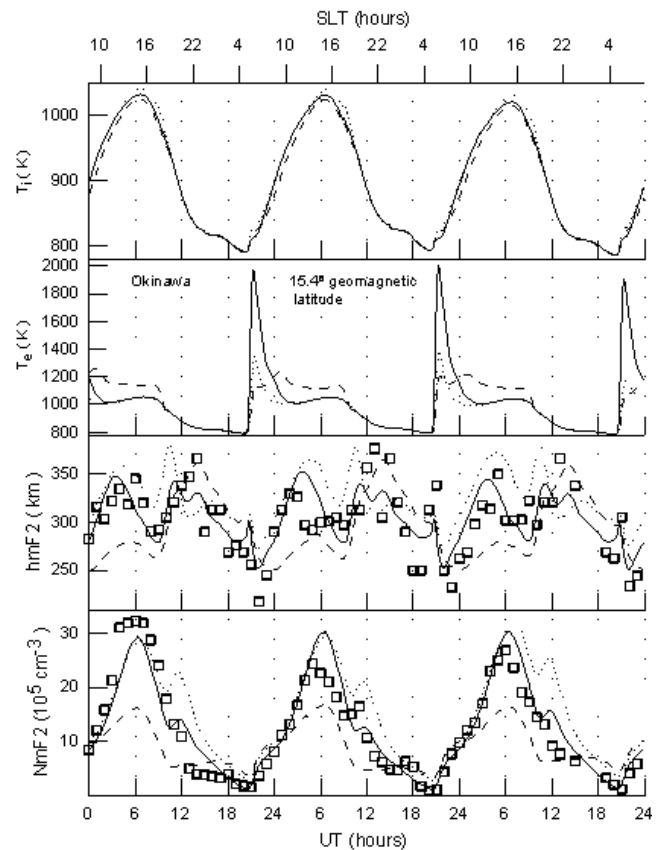 SLT (hours)
10 16 22 4 10 16 22 4 10 16 22 4
1000
900
800
Ti (K)
2000
1800
1600
1400
1200
1000
800
Te (K)
Okinawa 15.4º geomagnetic
latitude
350
300
250
hmF2 (km)
30
20
10
NmF2 (10⁵ cm⁻³)
0 6 12 18 24 6 12 18 24 6 12 18 24
UT (hours)